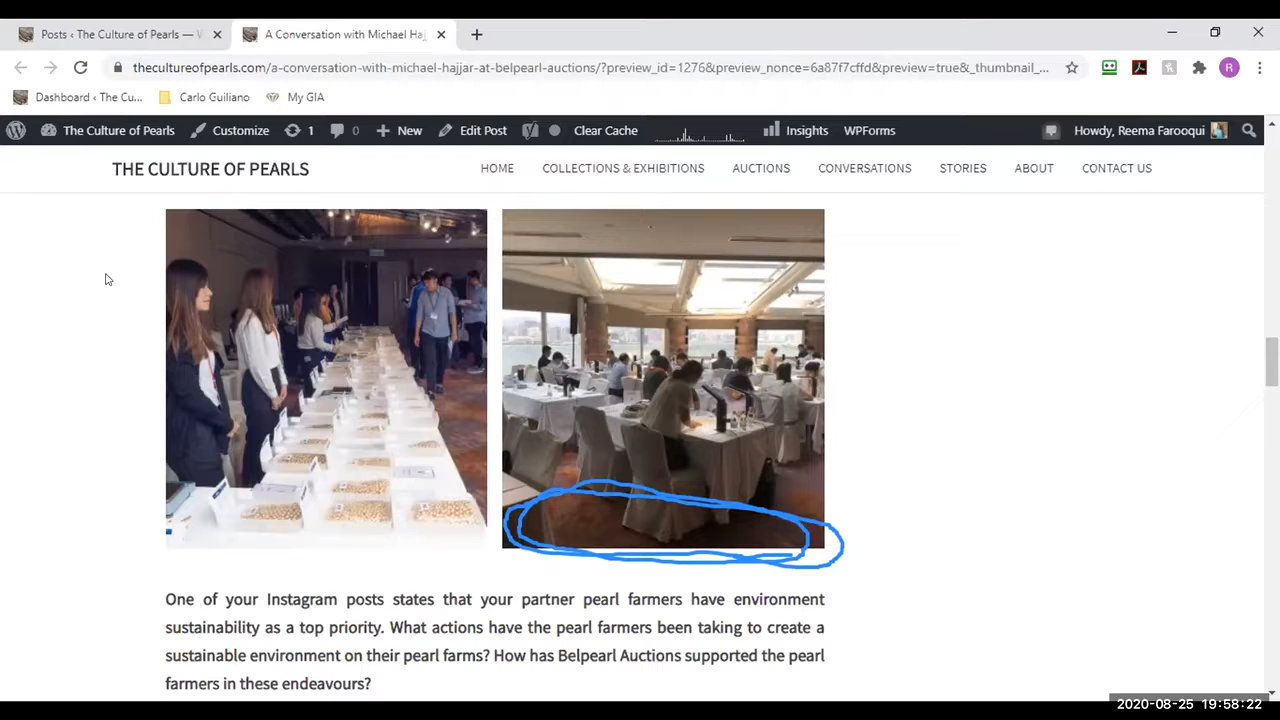 Posts ‹ The Culture of Pearls — W
A Conversation with Michael Hajj
thecultureofpearls.com/a-conversation-with-michael-hajjar-at-belpearl-auctions/?preview_id=1276&preview_nonce=6a87f7cffd&preview=true&_thumbnail_...
R
Dashboard ‹ The Cu...
Carlo Guiliano
My GIA
The Culture of Pearls
Customize
1
0
New
Edit Post
Clear Cache
Insights
WPForms
Howdy, Reema Farooqui
THE CULTURE OF PEARLS
HOME
COLLECTIONS & EXHIBITIONS
AUCTIONS
CONVERSATIONS
STORIES
ABOUT
CONTACT US
One of your Instagram posts states that your partner pearl farmers have environment
sustainability as a top priority. What actions have the pearl farmers been taking to create a
sustainable environment on their pearl farms? How has Belpearl Auctions supported the pearl
farmers in these endeavours?
2020-08-25 19:58:22